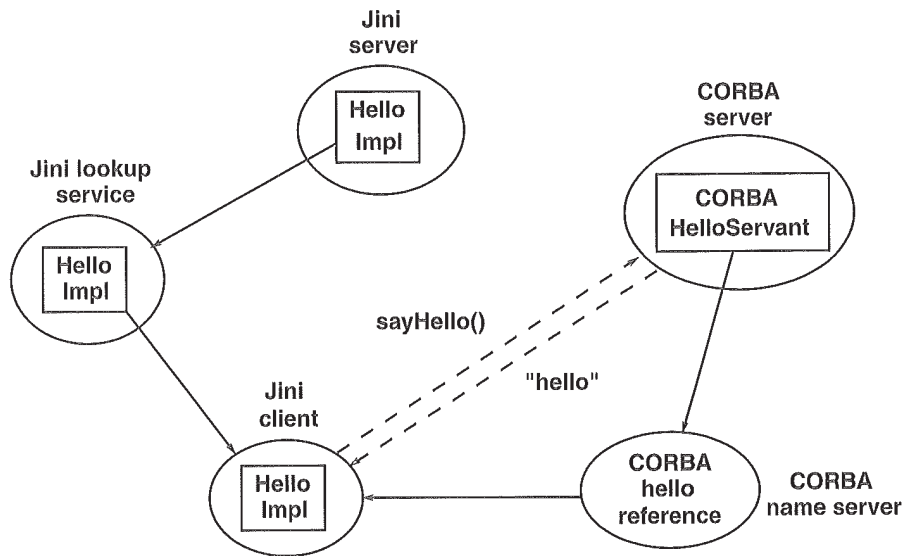 Jini
server
Hello
Impl
CORBA
server
CORBA
HelloServant
Jini lookup
service
Hello
Impl
sayHello()
"hello"
Jini
client
Hello
Impl
CORBA
hello
reference
CORBA
name server